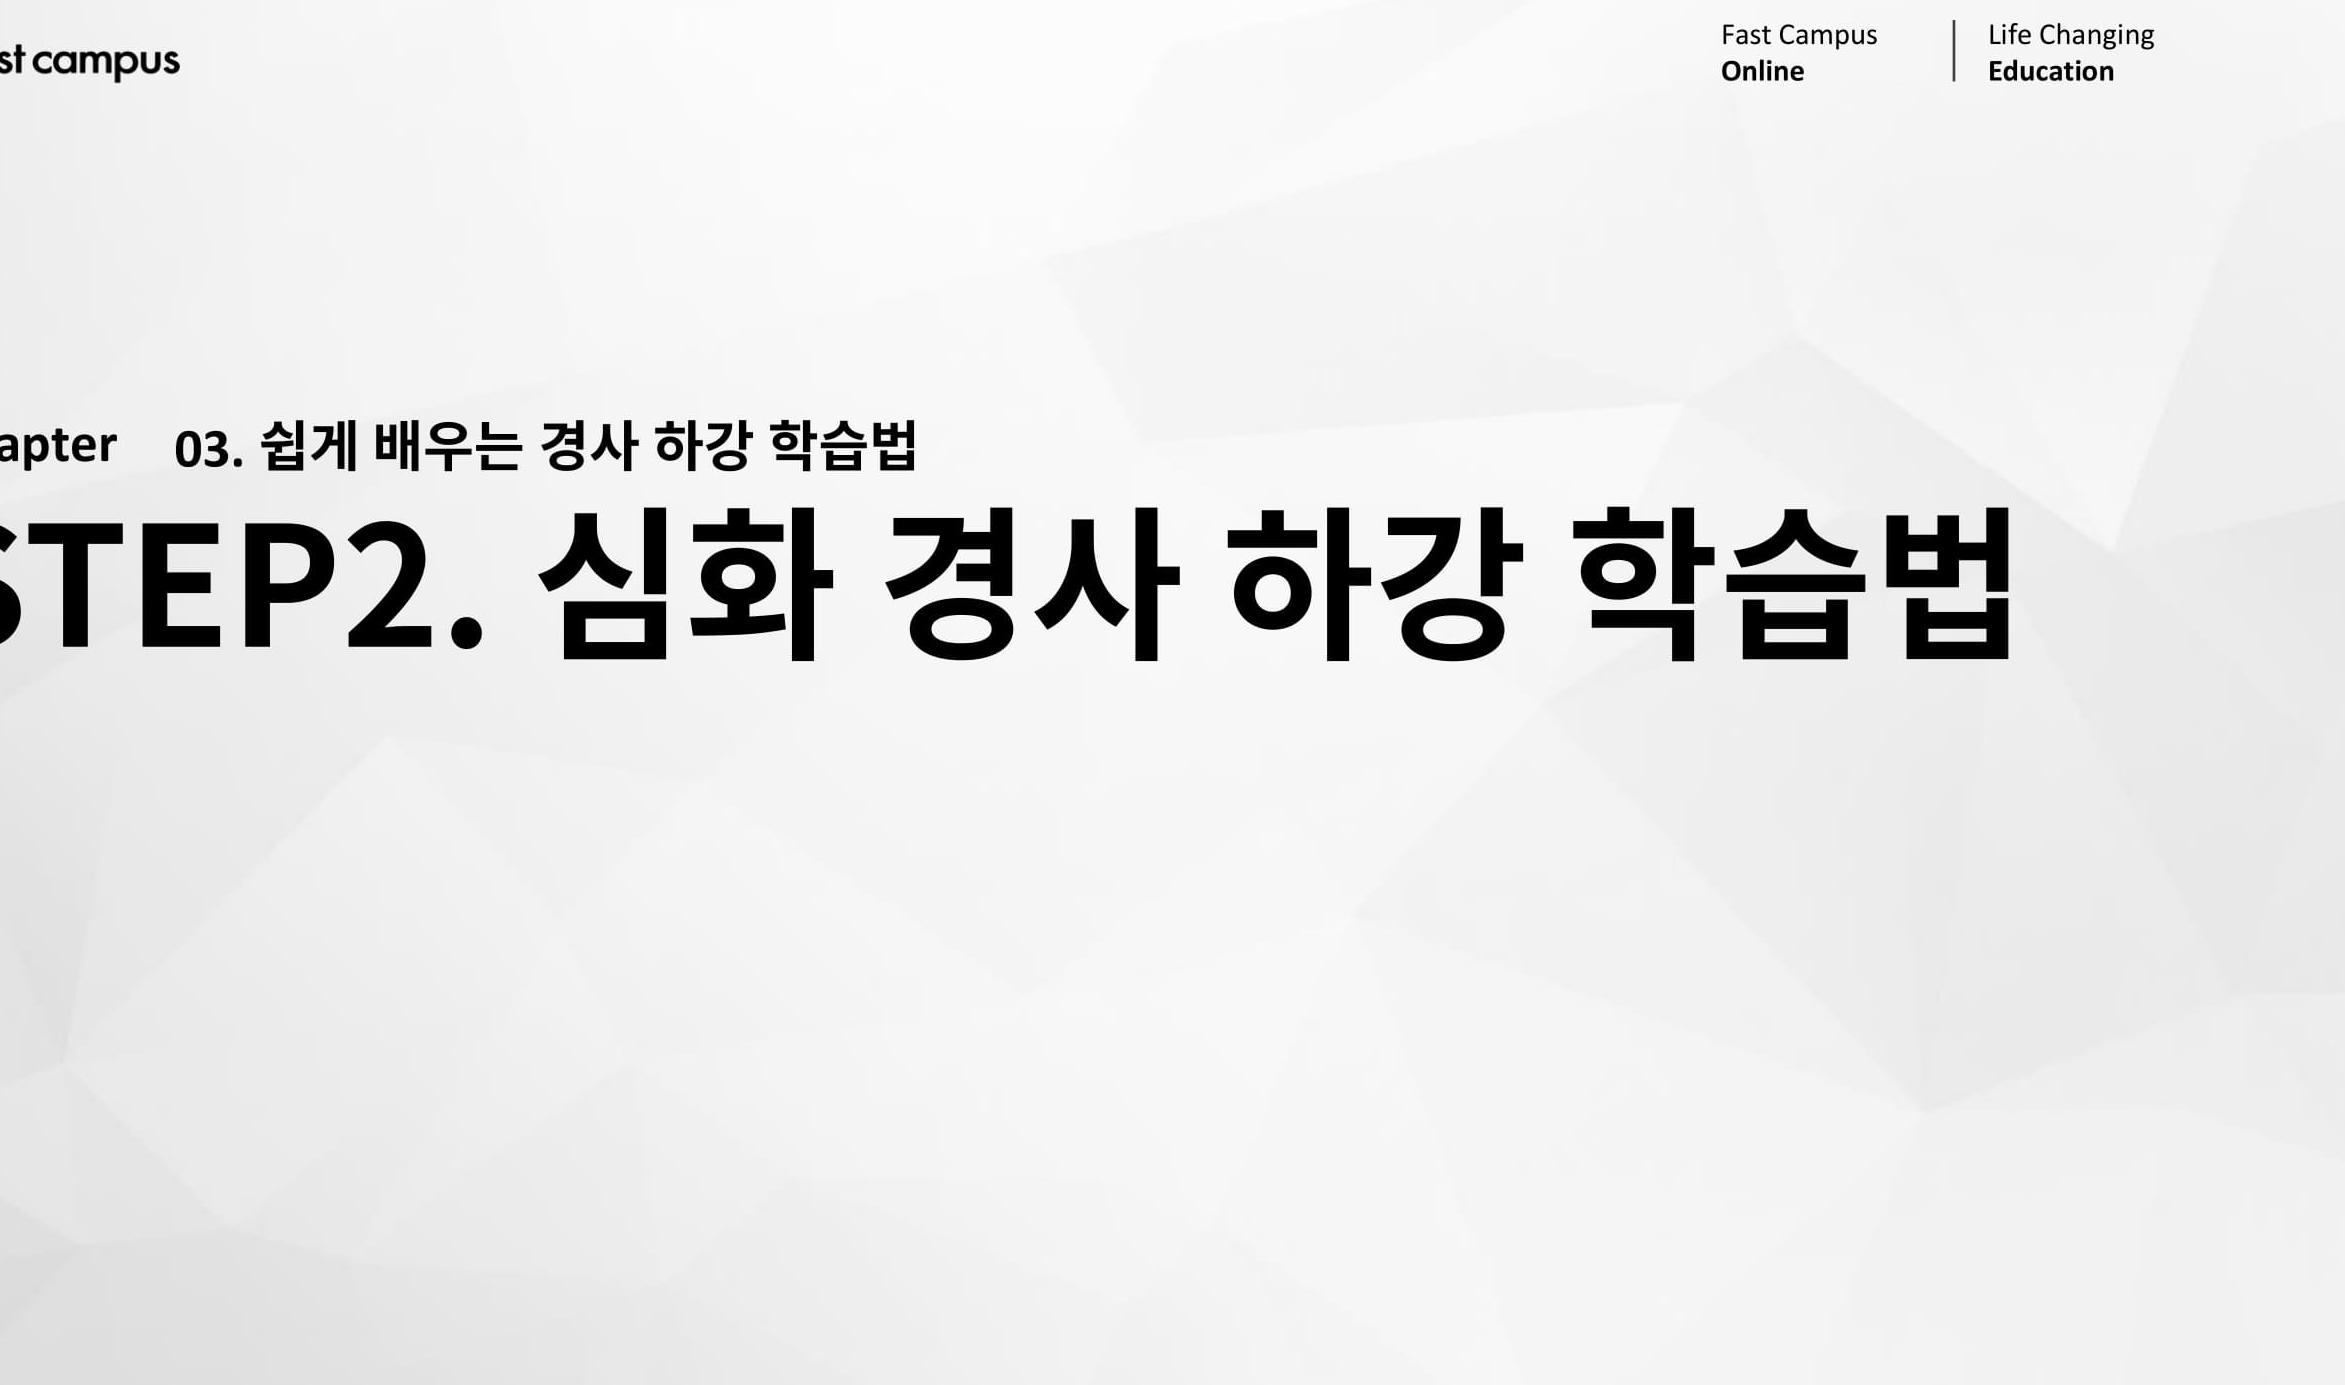 st campus
Fast Campus
Online
Life Changing
Education
apter 03. 쉽게 배우는 경사 하강 학습법
STEP2. 심화 경사 하강 학습법